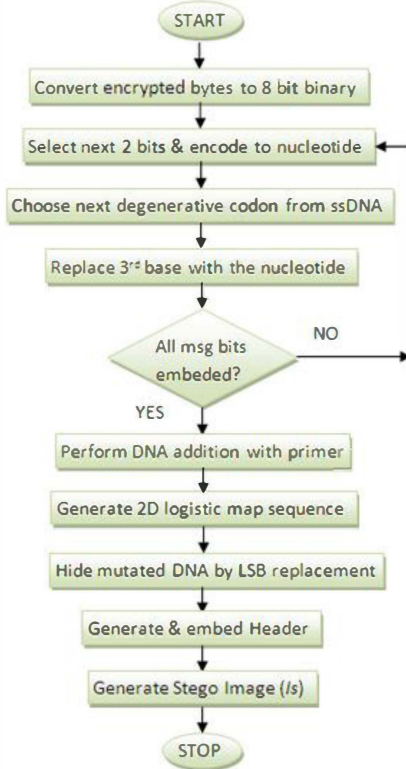 START
Convert encrypted bytes to 8 bit binary
Select next 2 bits & encode to nucleotide
Choose next degenerative codon from ssDNA
Replace 3rd base with the nucleotide
All msg bits
embeded?
NO
YES
Perform DNA addition with primer
Generate 2D logistic map sequence
Hide mutated DNA by LSB replacement
Generate & embed Header
Generate Stego Image (Is)
STOP